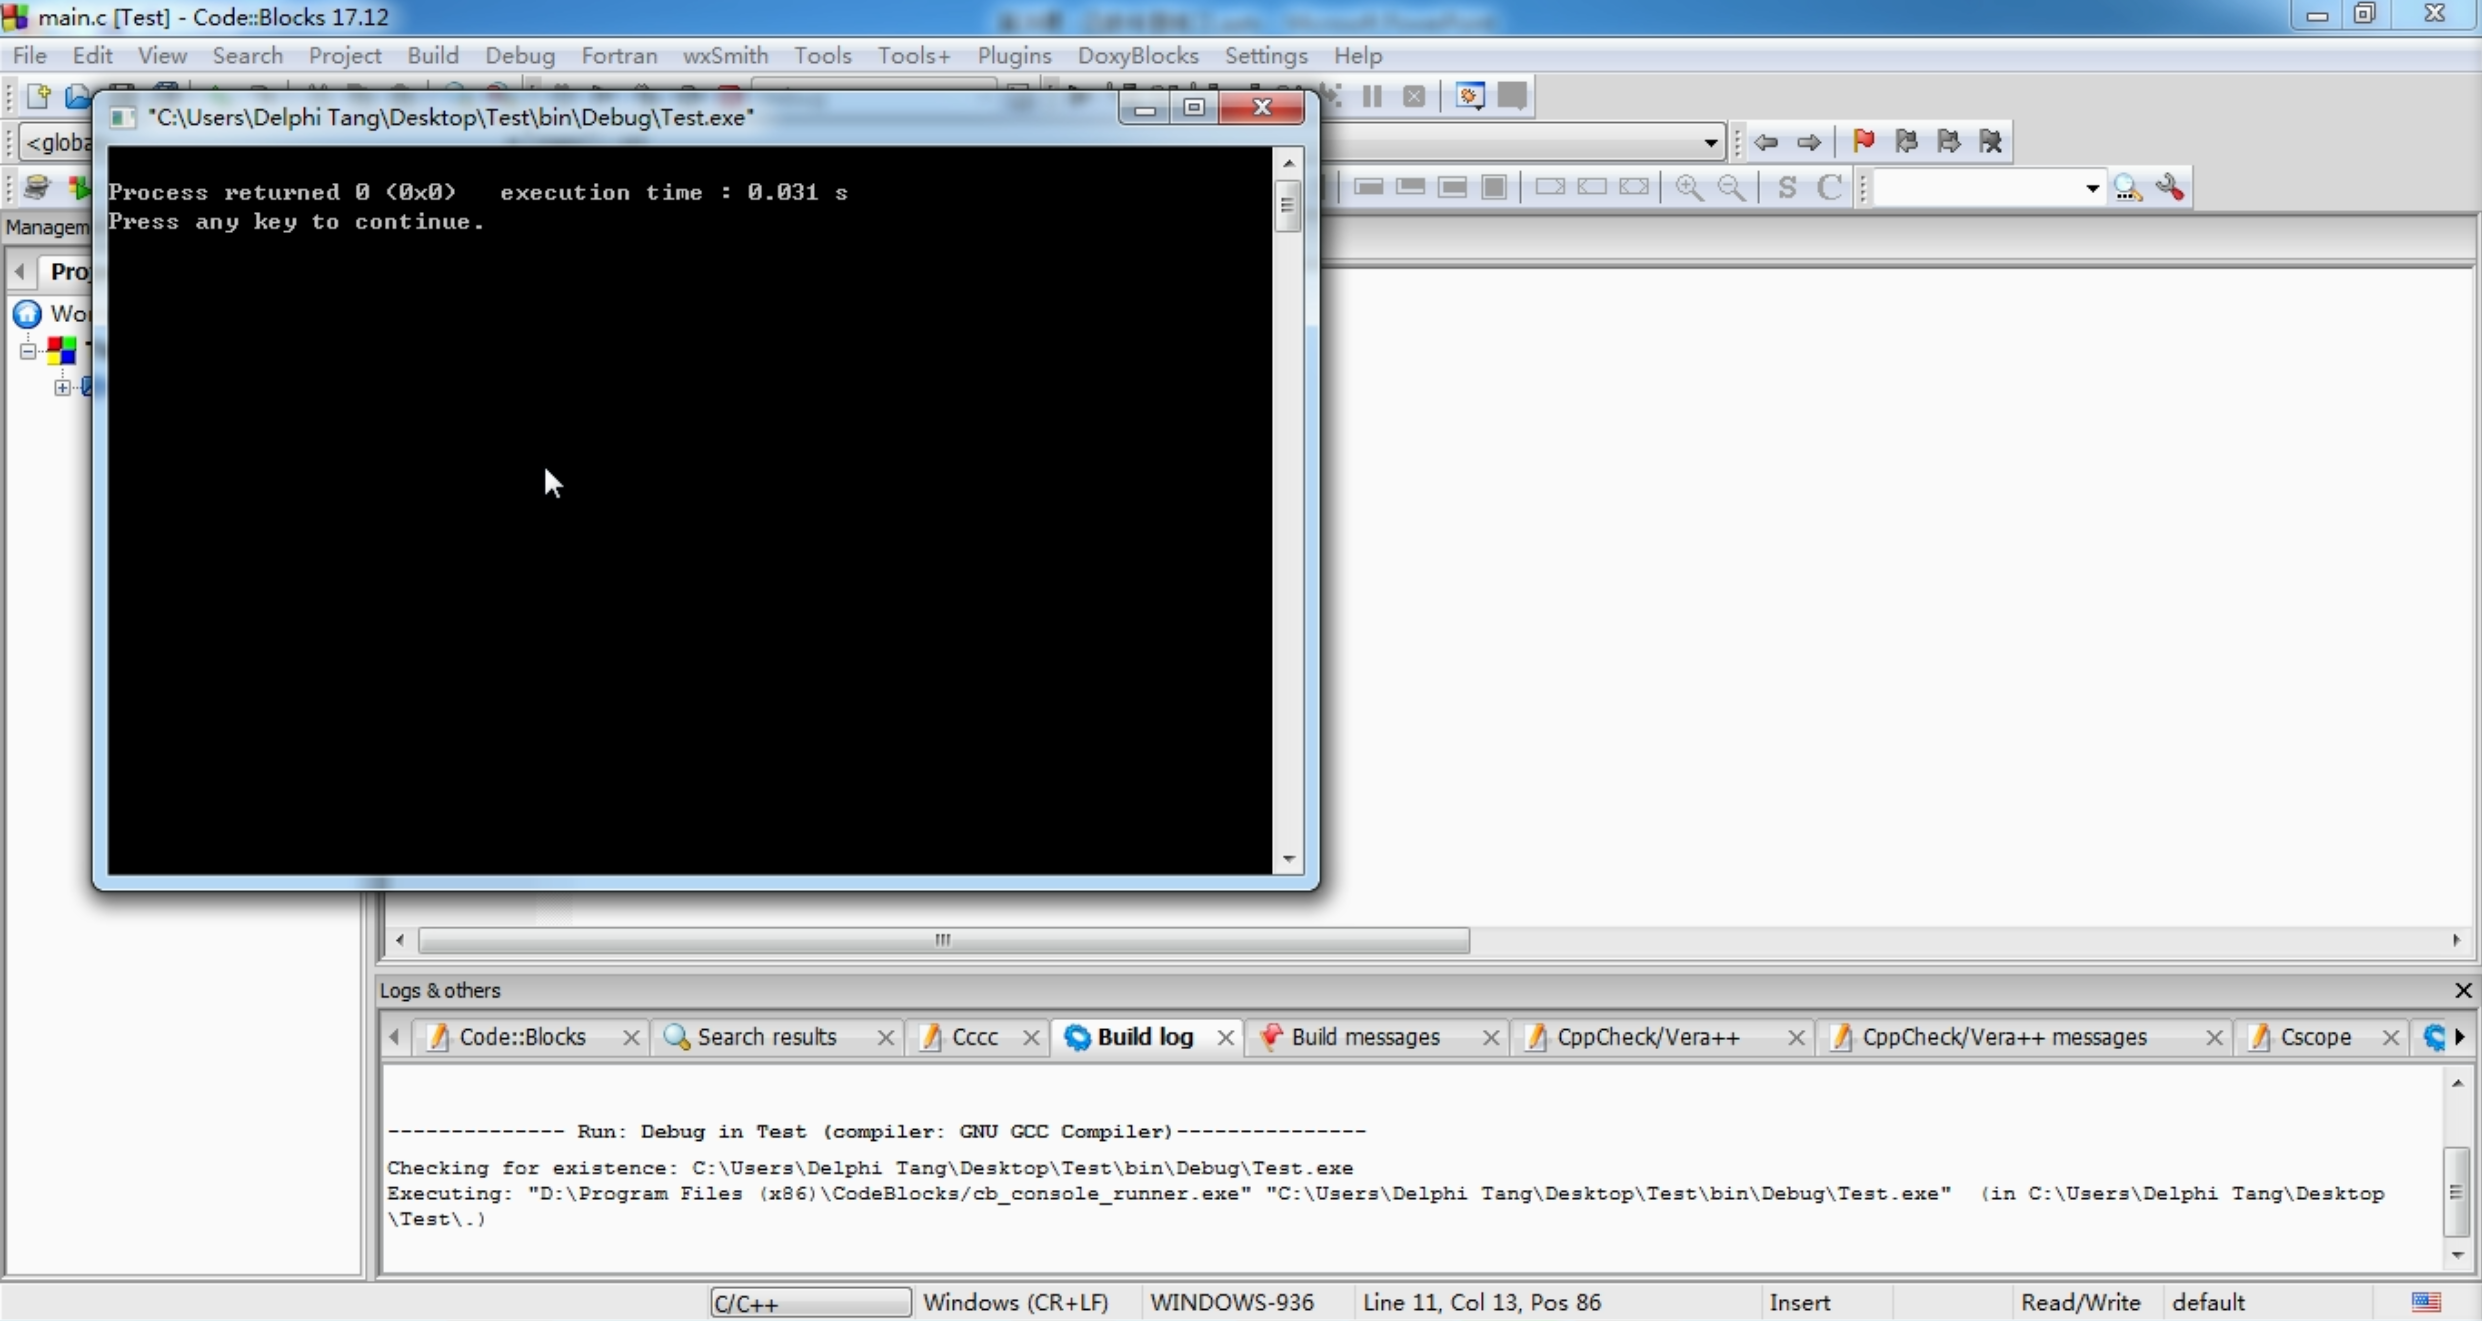 main.c [Test] - Code::Blocks 17.12
File Edit View Search Project Build Debug Fortran wxSmith Tools Tools+ Plugins DoxyBlocks Settings Help
"C:\Users\Delphi Tang\Desktop\Test\bin\Debug\Test.exe"
<globa
S C
Process returned 0 (0x0)   execution time : 0.031 s
Press any key to continue.
Managem
Pro
Wor
Logs & others
Code::Blocks Search results Cccc Build log Build messages CppCheck/Vera++ CppCheck/Vera++ messages Cscope
-------------- Run: Debug in Test (compiler: GNU GCC Compiler)---------------
Checking for existence: C:\Users\Delphi Tang\Desktop\Test\bin\Debug\Test.exe
Executing: "D:\Program Files (x86)\CodeBlocks/cb_console_runner.exe" "C:\Users\Delphi Tang\Desktop\Test\bin\Debug\Test.exe"  (in C:\Users\Delphi Tang\Desktop
\Test\.)
C/C++ Windows (CR+LF) WINDOWS-936 Line 11, Col 13, Pos 86 Insert Read/Write default